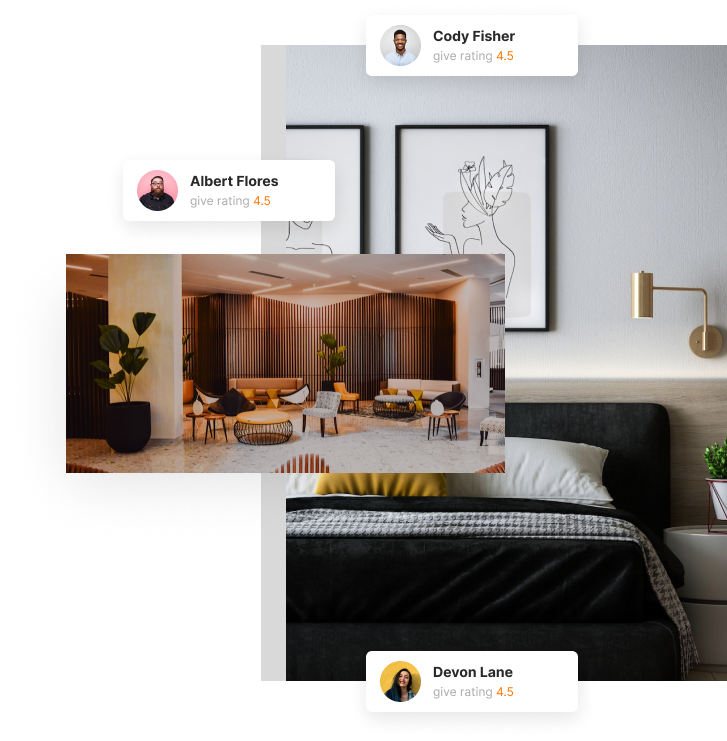 Cody Fisher
give rating 4.5
Albert Flores
give rating 4.5
Devon Lane
give rating 4.5